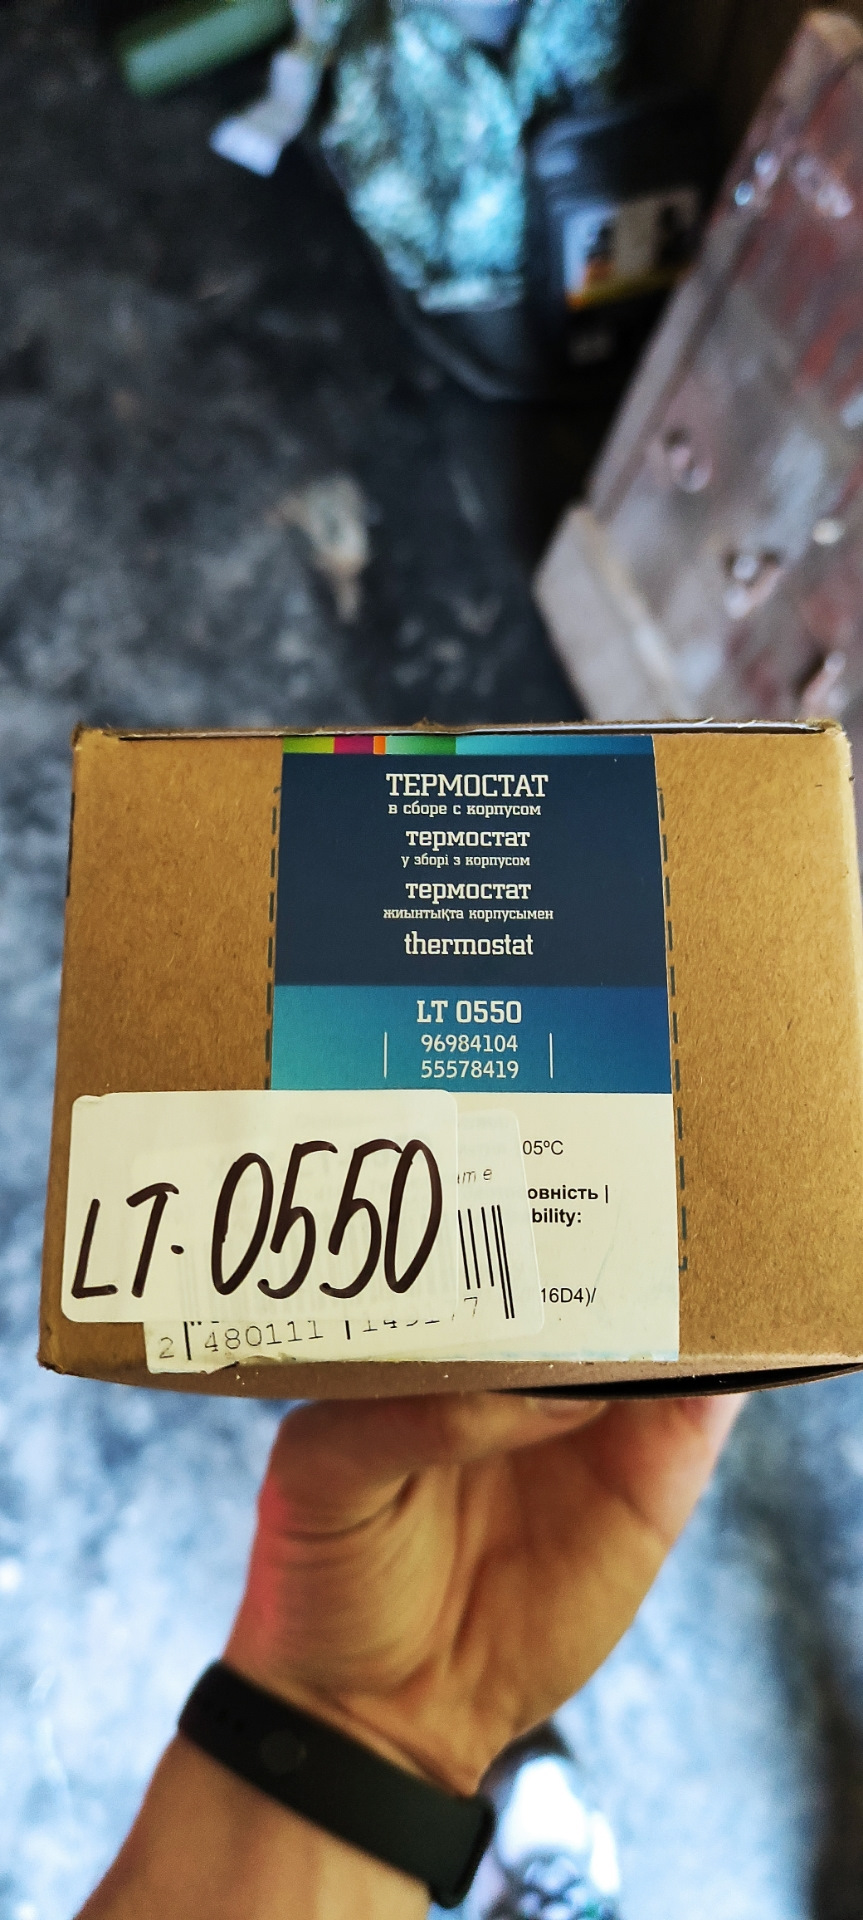 ТЕРМОСТАТ
в сборе с корпусом
термостат
у зборі з корпусом
термостат
жиынтықта корпусымен
thermostat
LT 0550
96984104
55578419
05°C
овність |
bility:
16D4)/
LT. 0550
2 480111